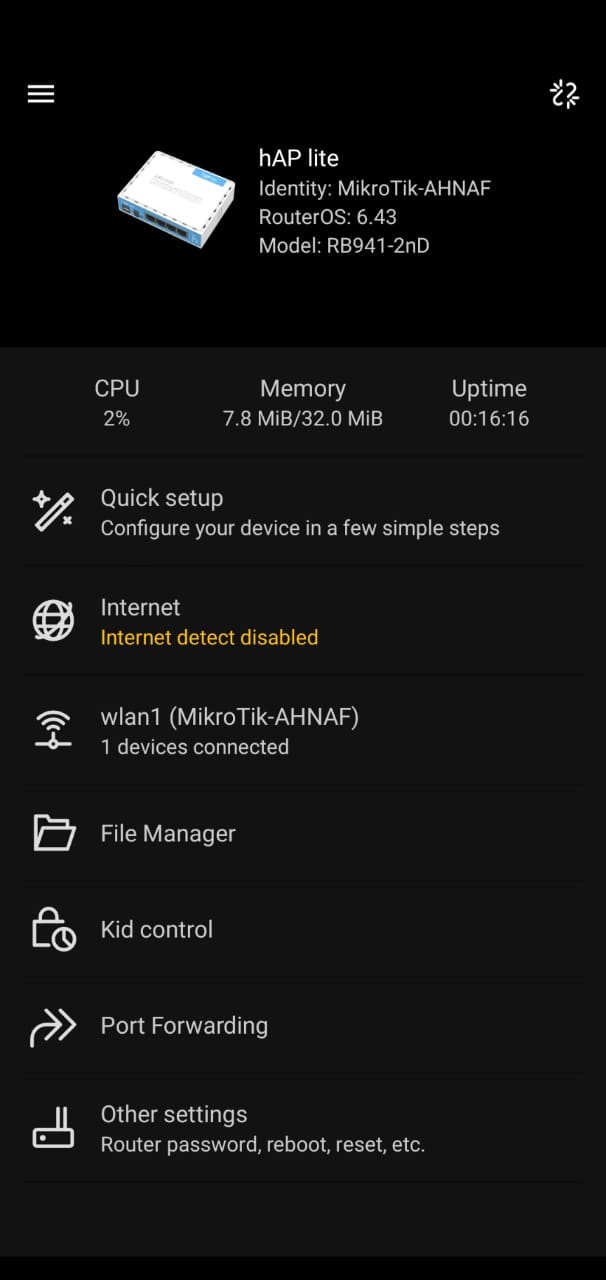 hAP lite
Identity: MikroTik-AHNAF
RouterOS: 6.43
Model: RB941-2nD
CPU
2%
Memory
7.8 MiB/32.0 MiB
Uptime
00:16:16
Quick setup
Configure your device in a few simple steps
Internet
Internet detect disabled
wlan1 (MikroTik-AHNAF)
1 devices connected
File Manager
Kid control
Port Forwarding
Other settings
Router password, reboot, reset, etc.